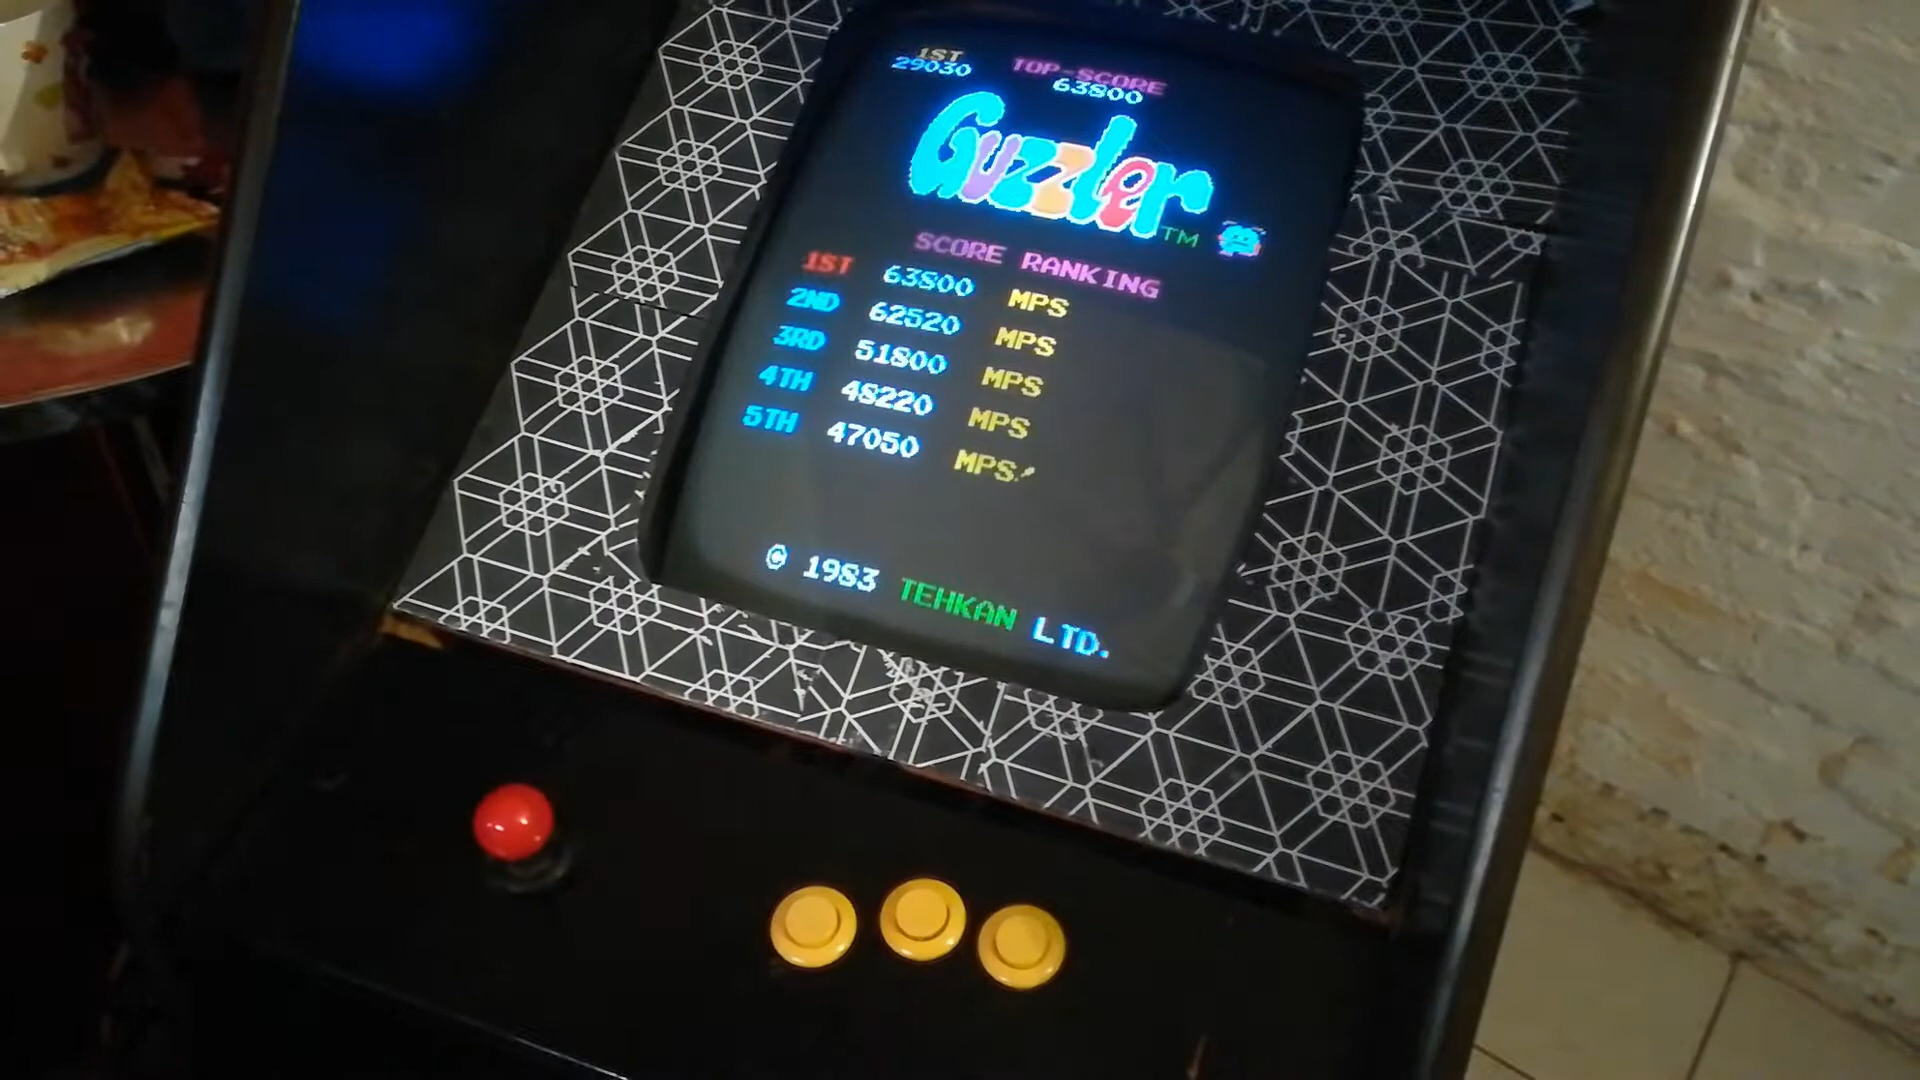 1ST TOP-SCORE
29030 63800
Guzzler TM
SCORE RANKING
1ST 63800 MPS
2ND 62520 MPS
3RD 51800 MPS
4TH 48220 MPS
5TH 47050 MPS.
© 1983 TEHKAN LTD.